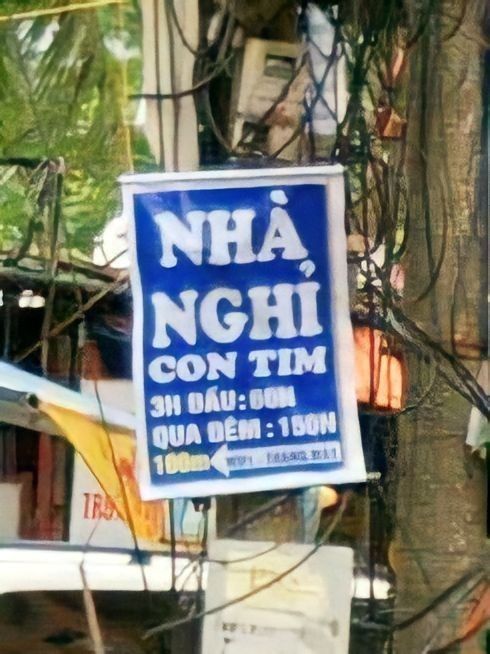 NHÀ
NGHỈ
CON TIM
3H ĐẦU : 60N
QUA ĐÊM : 150N
100m